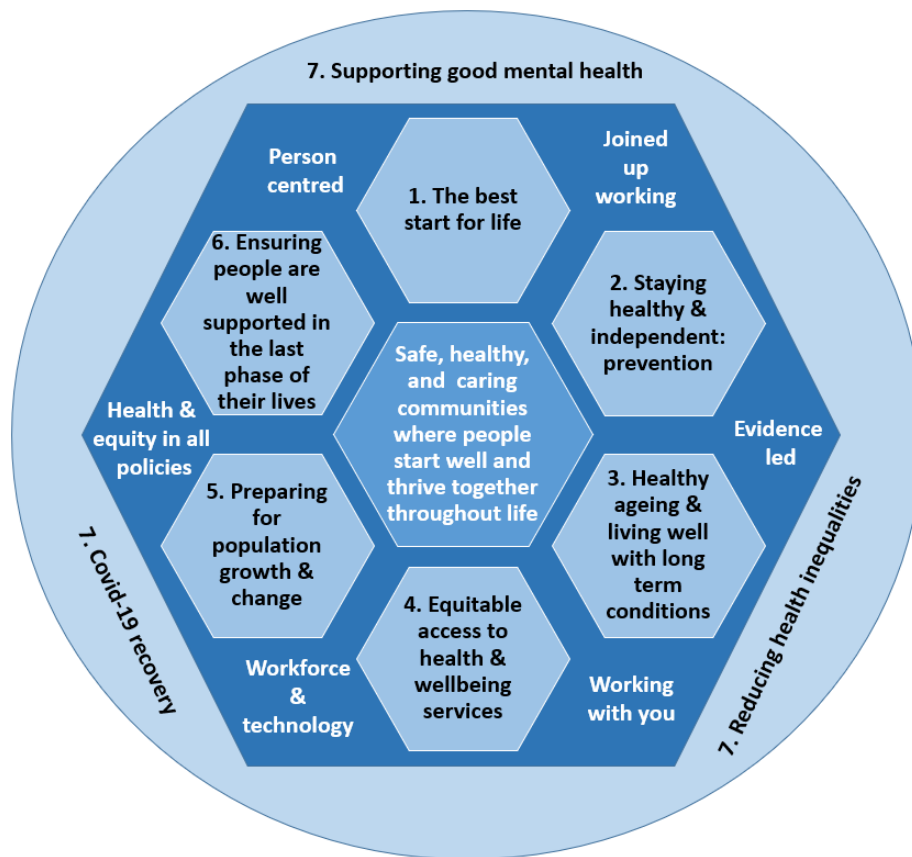 7. Supporting good mental health
Person
centred
Joined
up
working
1. The best
start for life
6. Ensuring
people are
well
supported in
the last
phase of
their lives
2. Staying
healthy &
independent:
prevention
Safe, healthy,
and caring
communities
where people
start well and
thrive together
throughout life
Health &
equity in all
policies
Evidence
led
5. Preparing
for
population
growth &
change
3. Healthy
ageing &
living well
with long
term
conditions
4. Equitable
access to
health &
wellbeing
services
Workforce
&
technology
Working
with you
7. Covid-19 recovery
7. Reducing health inequalities